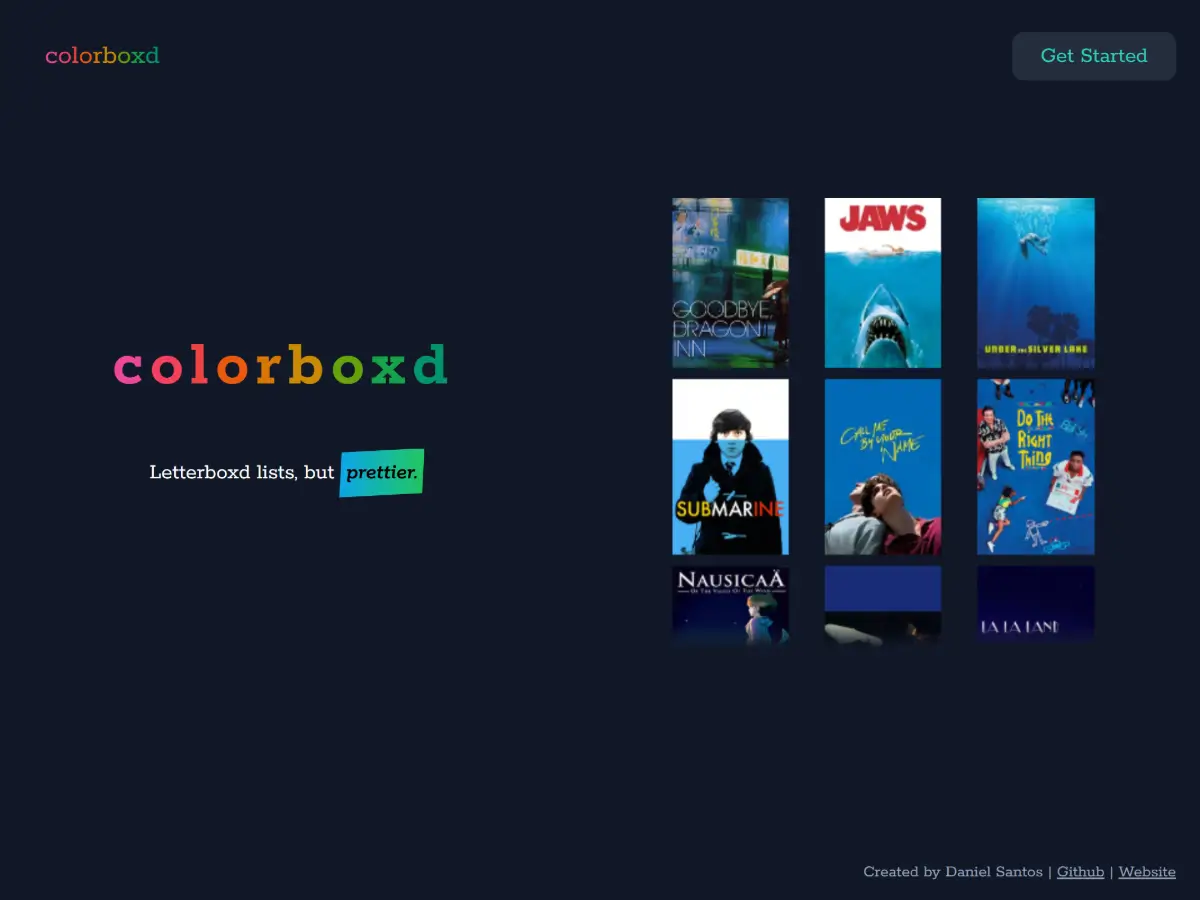 colorboxd
Get Started
colorboxd
Letterboxd lists, but prettier.
GOODBYE,
DRAGON
INN
JAWS
UNDER THE SILVER LAKE
SUBMARINE
CALL ME
BY YOUR
NAME
DO THE
RIGHT
THING
NAUSICAÄ
OF THE VALLEY OF THE WIND
LA LA LAND
Created by Daniel Santos | Github | Website